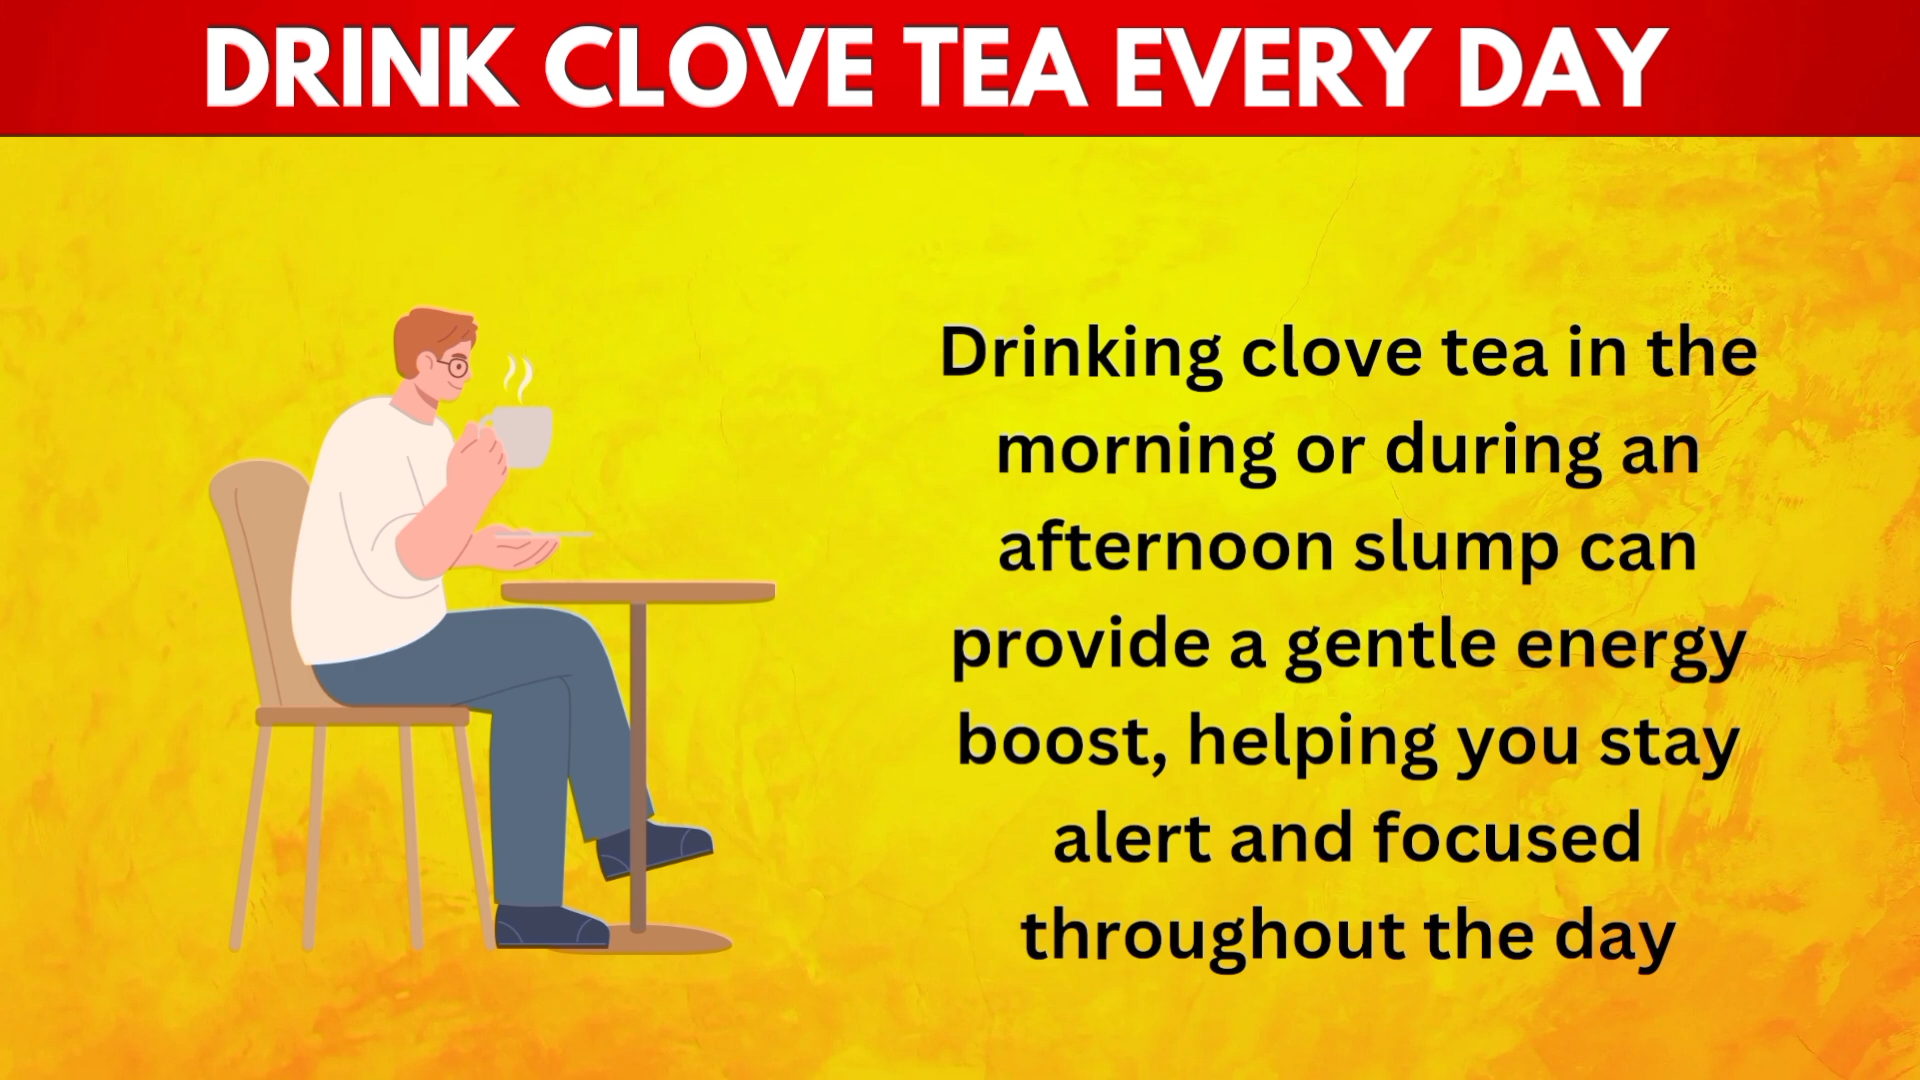 DRINK CLOVE TEA EVERY DAY
Drinking clove tea in the
morning or during an
afternoon slump can
provide a gentle energy
boost, helping you stay
alert and focused
throughout the day